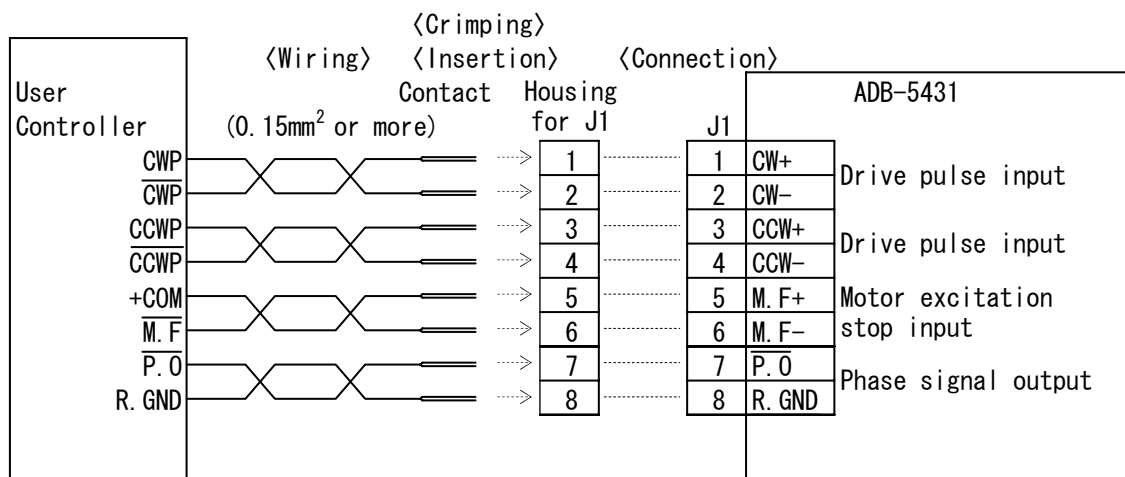 〈Crimping〉
〈Wiring〉 〈Insertion〉 〈Connection〉
User Controller
Contact Housing for J1
ADB-5431
(0.15mm² or more)
J1
CWP 1 1 CW+
C̅W̅P̅ 2 2 CW-
Drive pulse input
CCWP 3 3 CCW+
C̅C̅W̅P̅ 4 4 CCW-
Drive pulse input
+COM 5 5 M.F+
M̅.̅F̅ 6 6 M.F-
Motor excitation
stop input
P̅.̅O̅ 7 7 P̅.̅O̅
R.GND 8 8 R.GND
Phase signal output